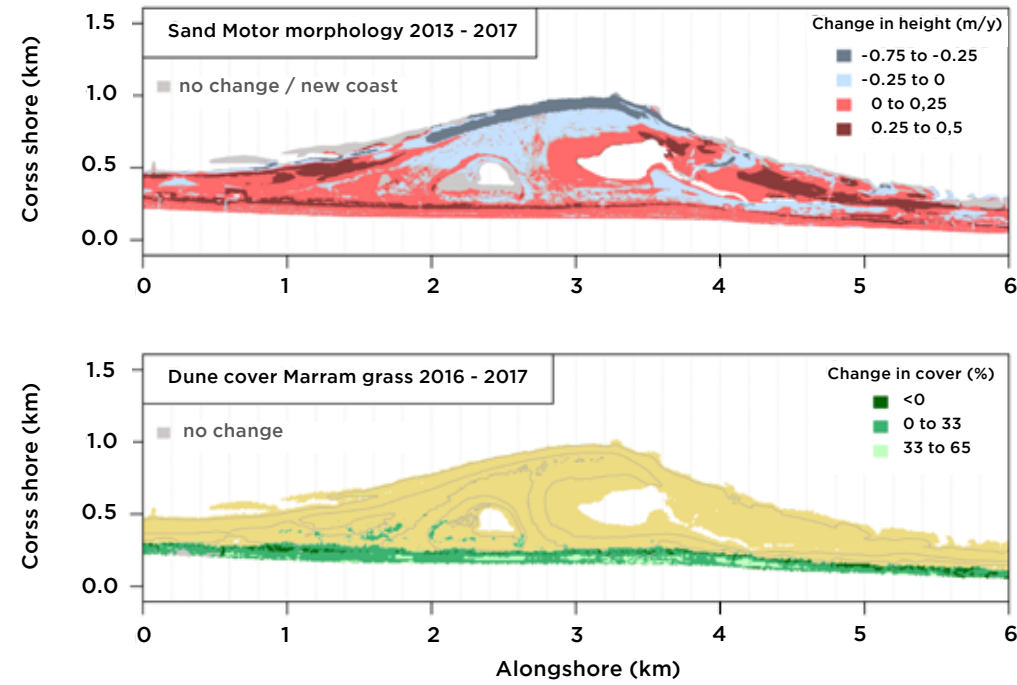 Sand Motor morphology 2013 - 2017
no change / new coast
Change in height (m/y)
-0.75 to -0.25
-0.25 to 0
0 to 0,25
0.25 to 0,5
Corss shore (km)
1.5
1.0
0.5
0.0
0 1 2 3 4 5 6
Dune cover Marram grass 2016 - 2017
no change
Change in cover (%)
<0
0 to 33
33 to 65
Corss shore (km)
1.5
1.0
0.5
0.0
0 1 2 3 4 5 6
Alongshore (km)